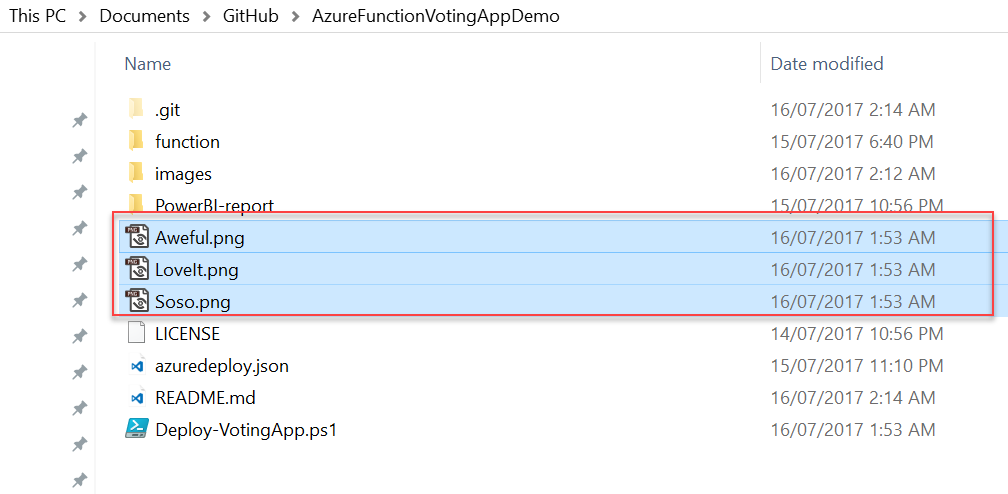 This PC > Documents > GitHub > AzureFunctionVotingAppDemo
Name Date modified
.git 16/07/2017 2:14 AM
function 15/07/2017 6:40 PM
images 16/07/2017 2:12 AM
PowerBI-report 15/07/2017 10:56 PM
PNG Aweful.png 16/07/2017 1:53 AM
PNG LoveIt.png 16/07/2017 1:53 AM
PNG Soso.png 16/07/2017 1:53 AM
LICENSE 14/07/2017 10:56 PM
azuredeploy.json 15/07/2017 11:10 PM
README.md 16/07/2017 2:14 AM
Deploy-VotingApp.ps1 16/07/2017 1:53 AM